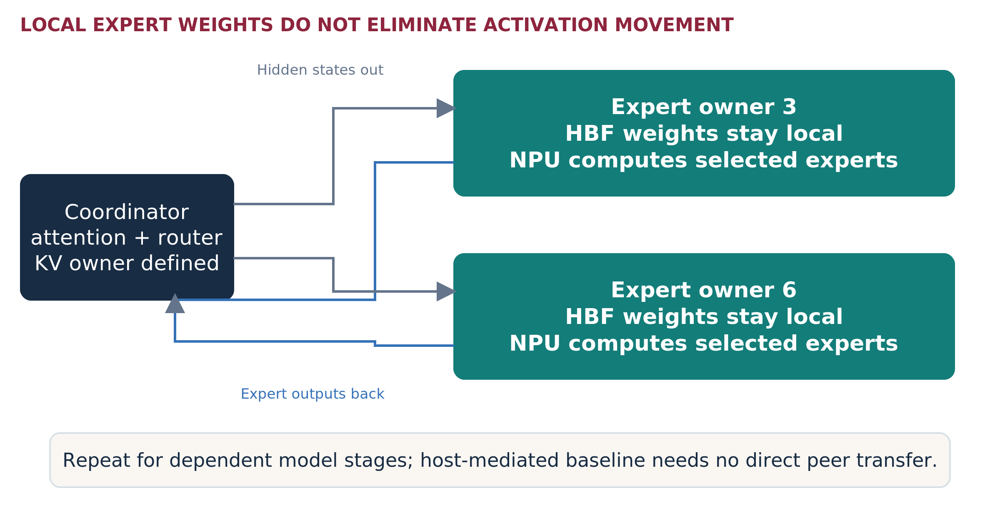 LOCAL EXPERT WEIGHTS DO NOT ELIMINATE ACTIVATION MOVEMENT
Hidden states out
Expert owner 3
HBF weights stay local
NPU computes selected experts
Coordinator
attention + router
KV owner defined
Expert owner 6
HBF weights stay local
NPU computes selected experts
Expert outputs back
Repeat for dependent model stages; host-mediated baseline needs no direct peer transfer.